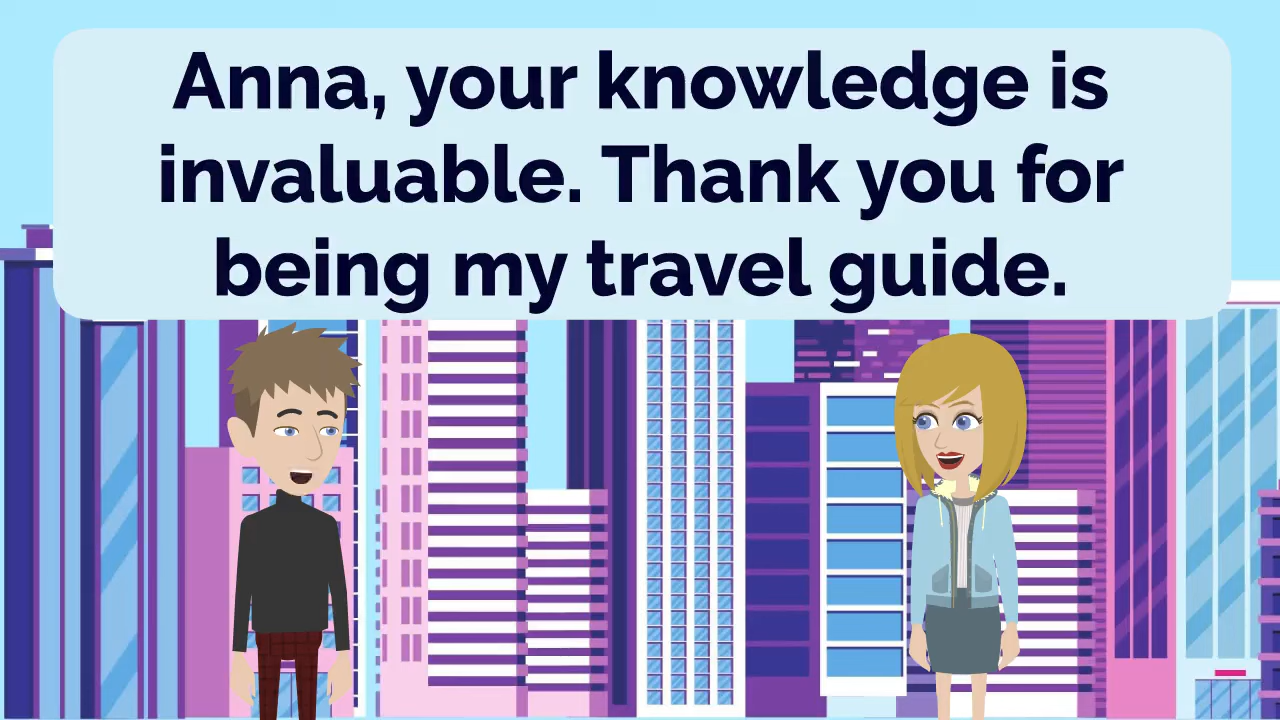 Anna, your knowledge is
invaluable. Thank you for
being my travel guide.